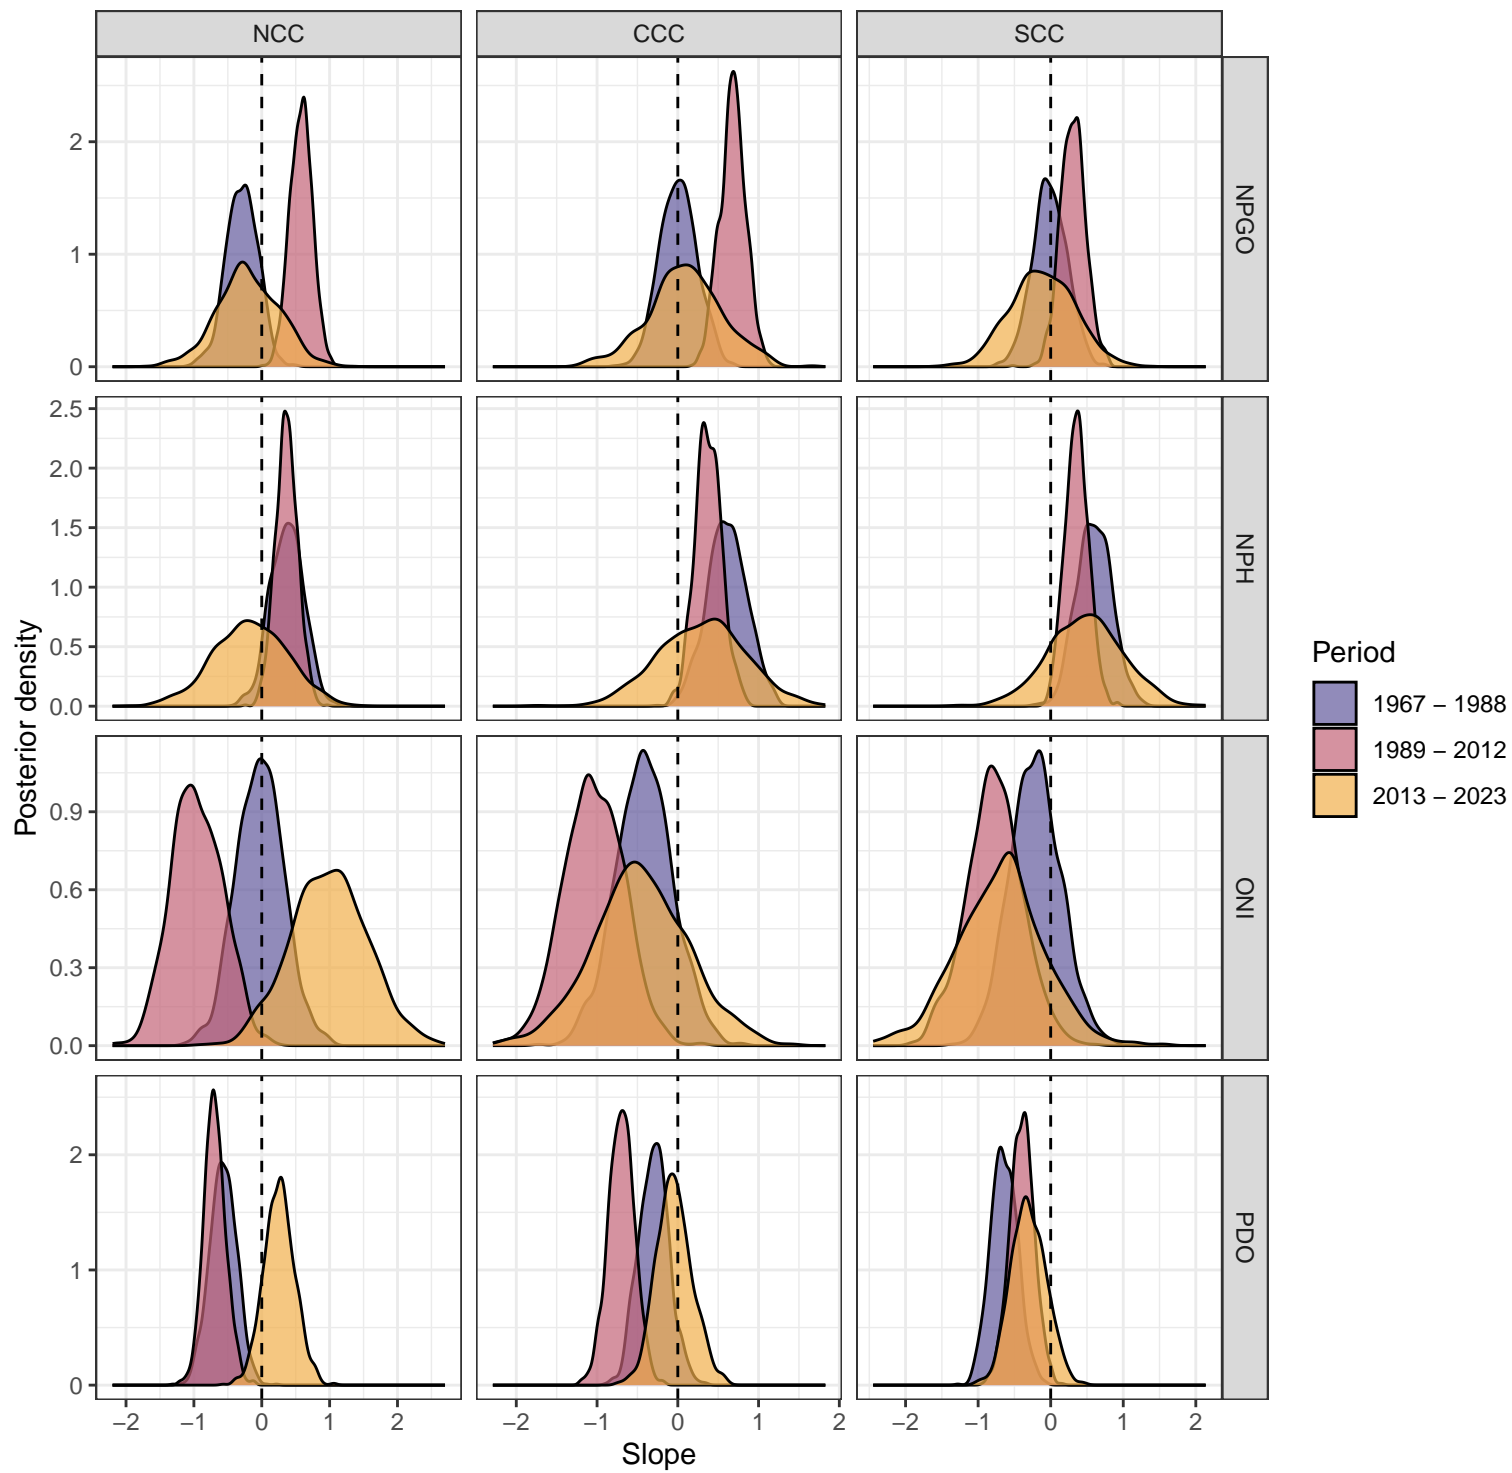 NCC CCC SCC
2
1
0
NPGO
2.5
2.0
1.5
1.0
0.5
0.0
NPH
Posterior density
0.9
0.6
0.3
0.0
ONI
2
1
0
PDO
−2 −1 0 1 2 −2 −1 0 1 2 −2 −1 0 1 2
Slope
Period
1967 − 1988
1989 − 2012
2013 − 2023